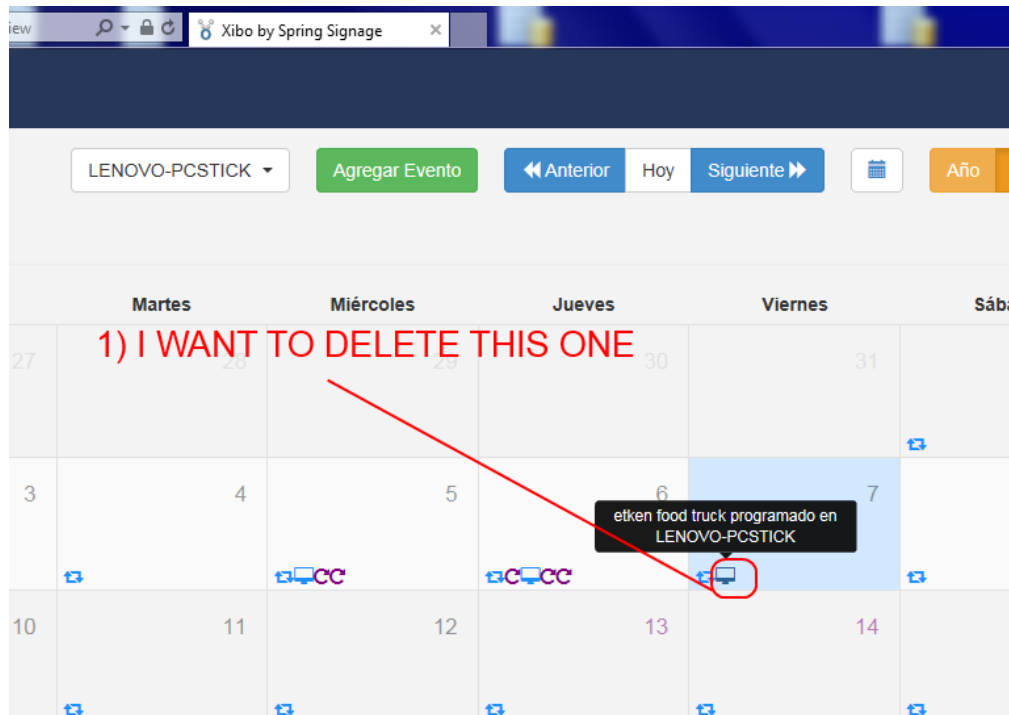 iew
Xibo by Spring Signage
LENOVO-PCSTICK
Agregar Evento
Anterior
Hoy
Siguiente
Año
Martes
Miércoles
Jueves
Viernes
Sáb
1) I WANT TO DELETE THIS ONE
27
28
29
30
31
3
4
5
6
7
etken food truck programado en
LENOVO-PCSTICK
10
11
12
13
14